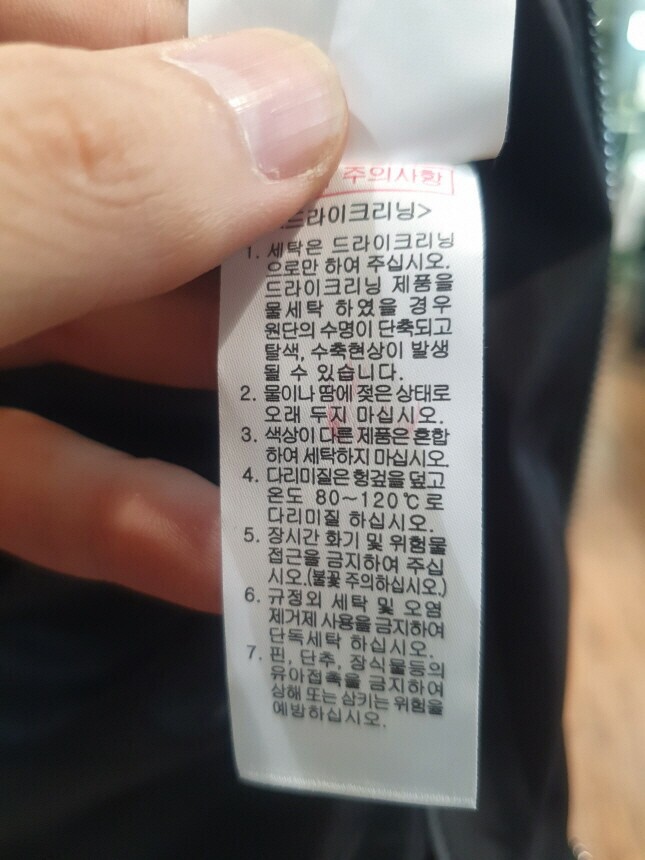 주의사항
드라이크리닝>
1. 세탁은 드라이크리닝
으로만 하여 주십시오.
드라이크리닝 제품을
물세탁 하였을 경우
원단의 수명이 단축되고
탈색, 수축현상이 발생
될 수 있습니다.
2. 물이나 땀에 젖은 상태로
오래 두지 마십시오.
3. 색상이 다른 제품은 혼합
하여 세탁하지 마십시오.
4. 다리미질은 헝겊을 덮고
온도 80~120℃로
다리미질 하십시오.
5. 장시간 화기 및 위험물
접근을 금지하여 주십
시오.(불꽃 주의하십시오.)
6. 규정외 세탁 및 오염
제거제 사용을 금지하여
단독세탁 하십시오.
7. 핀, 단추, 장식물등의
유아접촉을 금지하여
상해 또는 삼키는 위험을
예방하십시오.